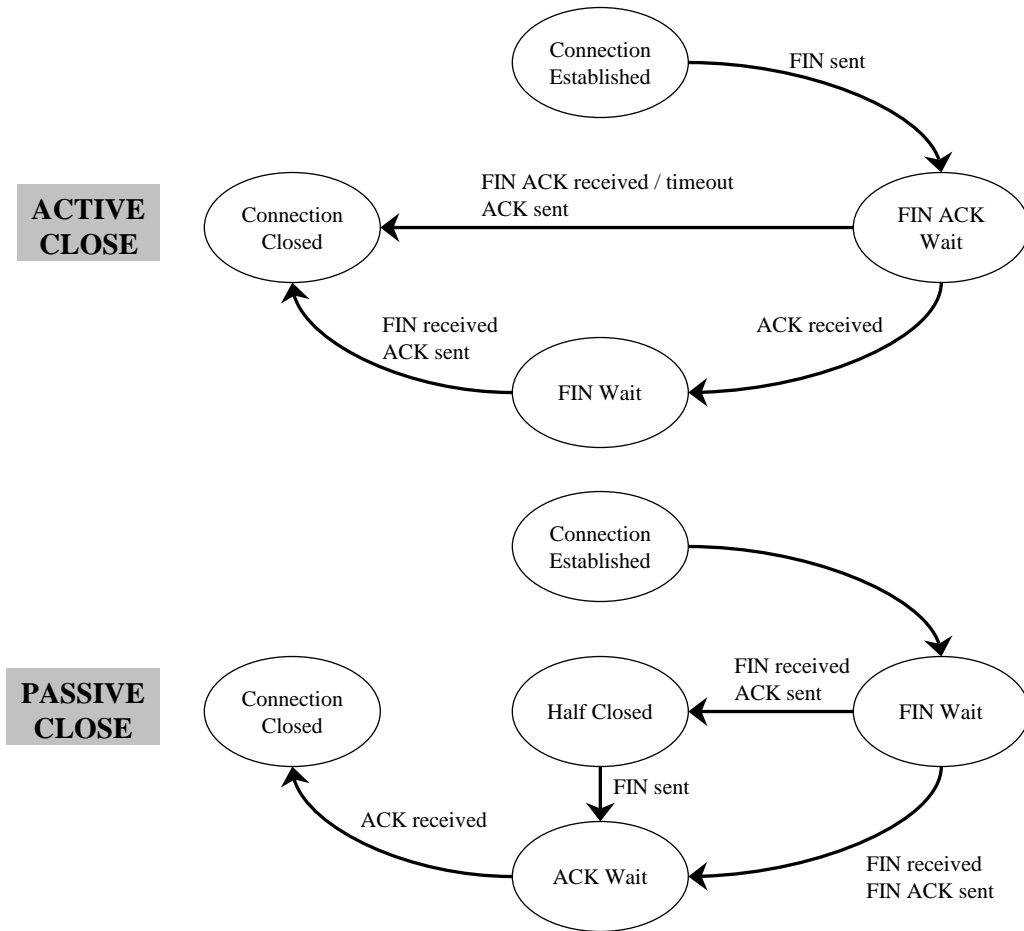 Connection
Established
FIN sent
ACTIVE
CLOSE
Connection
Closed
FIN ACK received / timeout
ACK sent
FIN ACK
Wait
FIN received
ACK sent
ACK received
FIN Wait
Connection
Established
PASSIVE
CLOSE
Connection
Closed
Half Closed
FIN received
ACK sent
FIN Wait
FIN sent
ACK received
ACK Wait
FIN received
FIN ACK sent